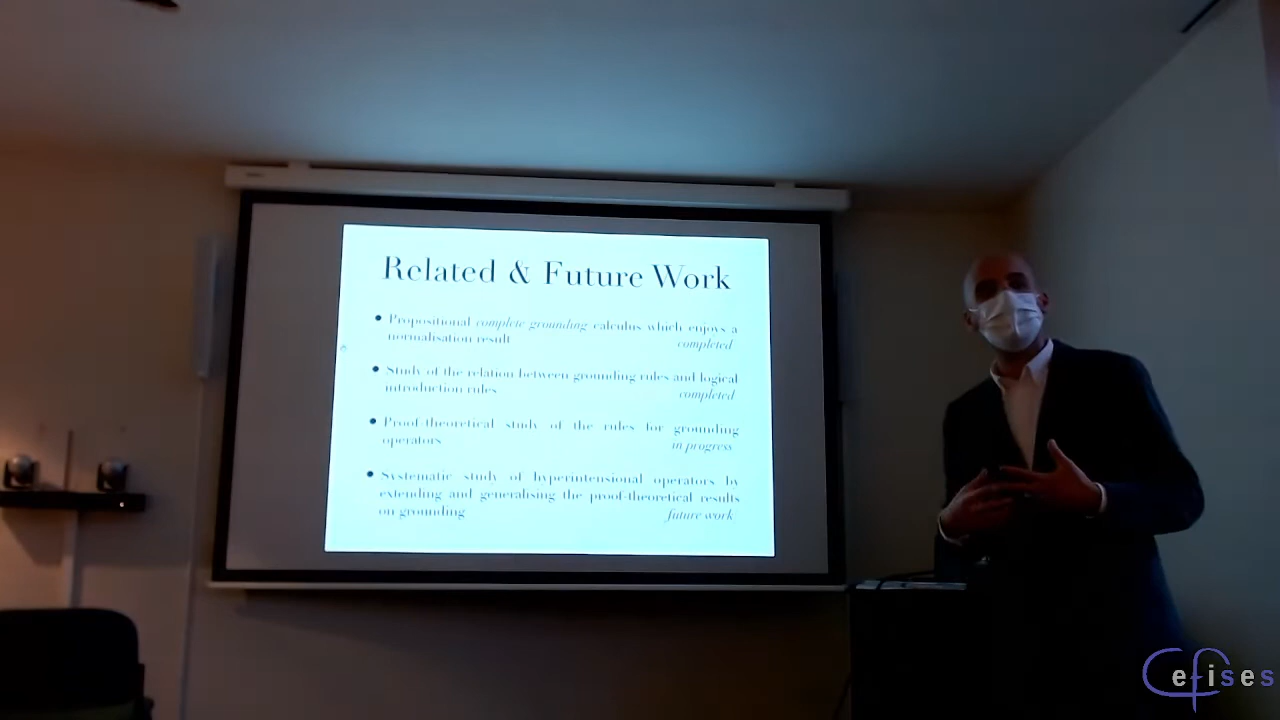 Related & Future Work
• Propositional complete grounding calculus which enjoys a
normalisation result completed
• Study of the relation between grounding rules and logical
introduction rules completed
• Proof-theoretical study of the rules for grounding
operators in progress
• Systematic study of hyperintensional operators by
extending and generalising the proof-theoretical results
on grounding future work
Cefises